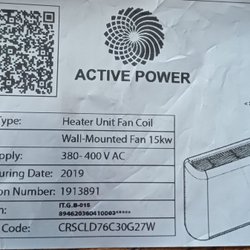 ACTIVE POWER
Type: Heater Unit Fan Coil
Wall-Mounted Fan 15kw
pply: 380- 400 V AC
uring Date: 2019
on Number: 1913891
IT.G.B-015
Code: CRSCLD76C30G27W